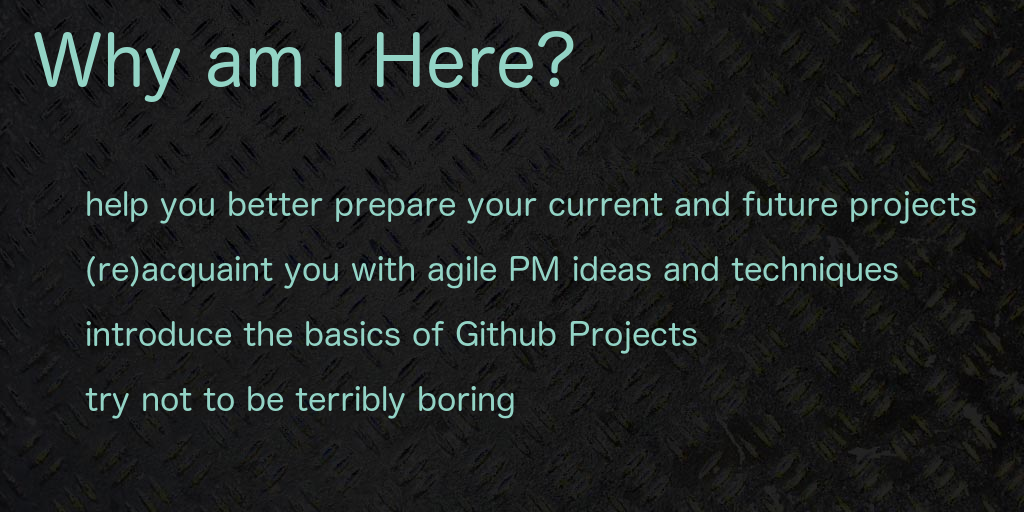 Why am I Here?
help you better prepare your current and future projects
(re)acquaint you with agile PM ideas and techniques
introduce the basics of Github Projects
try not to be terribly boring